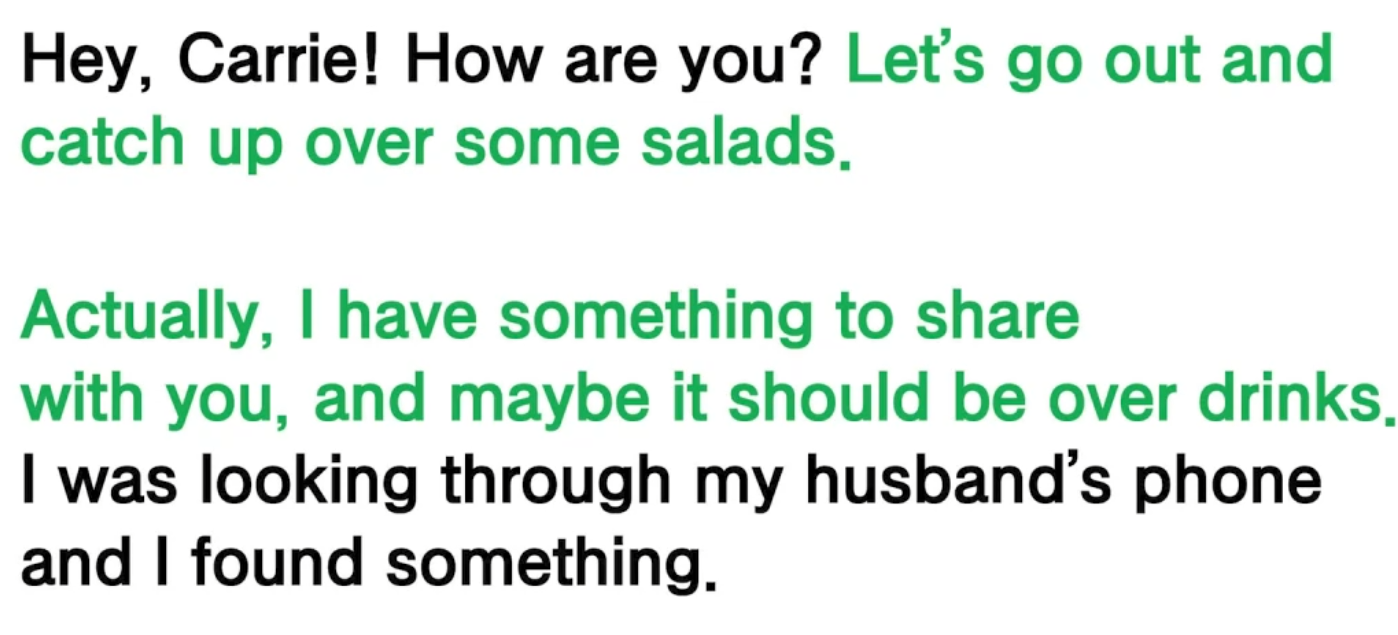 Hey, Carrie! How are you? Let's go out and
catch up over some salads.
Actually, I have something to share
with you, and maybe it should be over drinks.
I was looking through my husband's phone
and I found something.